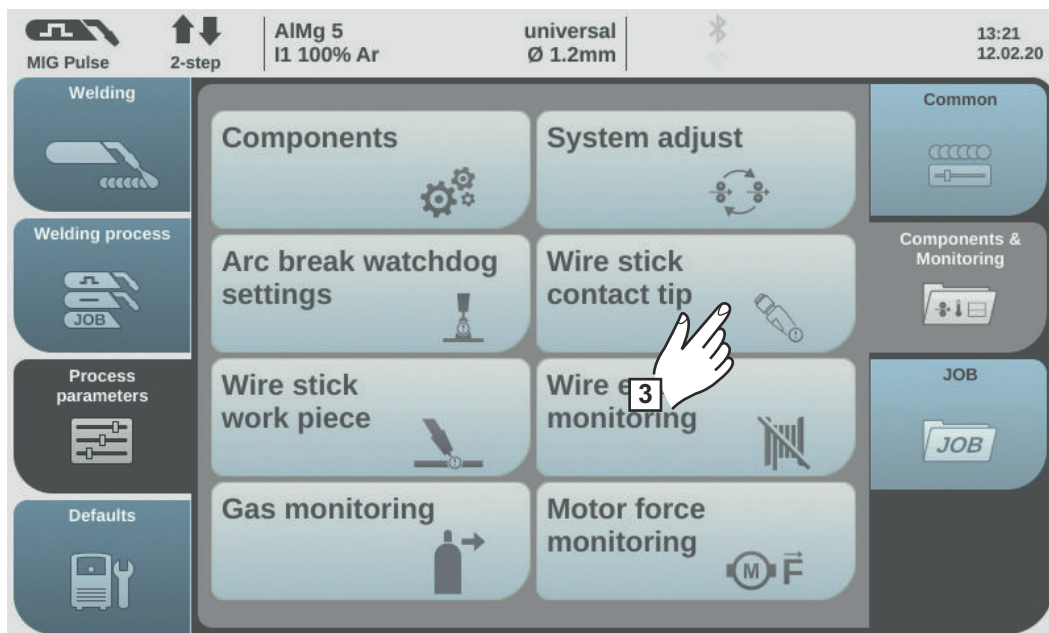 MIG Pulse
2-step
AlMg 5
I1 100% Ar
universal
Ø 1.2mm
13:21
12.02.20
Welding
Welding process
JOB
Process
parameters
Defaults
Components
System adjust
Arc break watchdog
settings
Wire stick
contact tip
Wire stick
work piece
Wire
monitoring
3
Gas monitoring
Motor force
monitoring
M F
Common
Components &
Monitoring
JOB
JOB